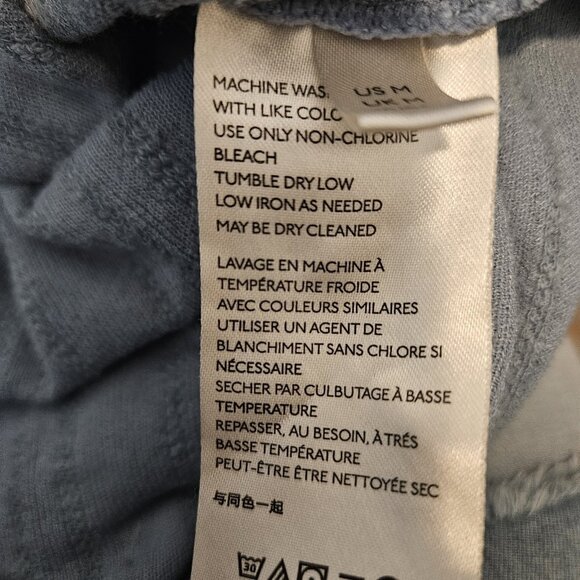 US M
UK M
MACHINE WAS
WITH LIKE COLO
USE ONLY NON-CHLORINE
BLEACH
TUMBLE DRY LOW
LOW IRON AS NEEDED
MAY BE DRY CLEANED
LAVAGE EN MACHINE À
TEMPÉRATURE FROIDE
AVEC COULEURS SIMILAIRES
UTILISER UN AGENT DE
BLANCHIMENT SANS CHLORE SI
NÉCESSAIRE
SECHER PAR CULBUTAGE À BASSE
TEMPERATURE
REPASSER, AU BESOIN, À TRÉS
BASSE TEMPÉRATURE
PEUT-ÊTRE ÊTRE NETTOYÉE SEC
与同色一起
30